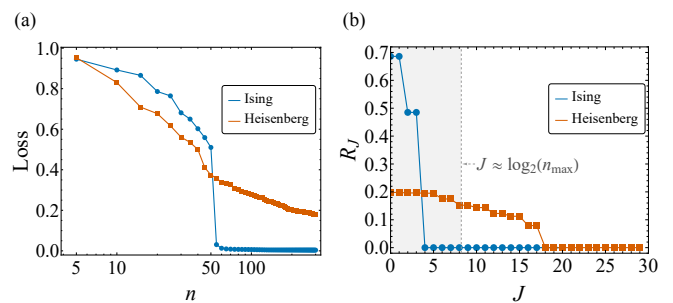 (a)
(b)
1.0
0.8
0.6
0.4
0.2
0.0
Loss
Ising
Heisenberg
5
10
50
100
n
0.7
0.6
0.5
0.4
0.3
0.2
0.1
0.0
R_J
Ising
Heisenberg
J ≈ log₂(n_max)
0
5
10
15
20
25
30
J